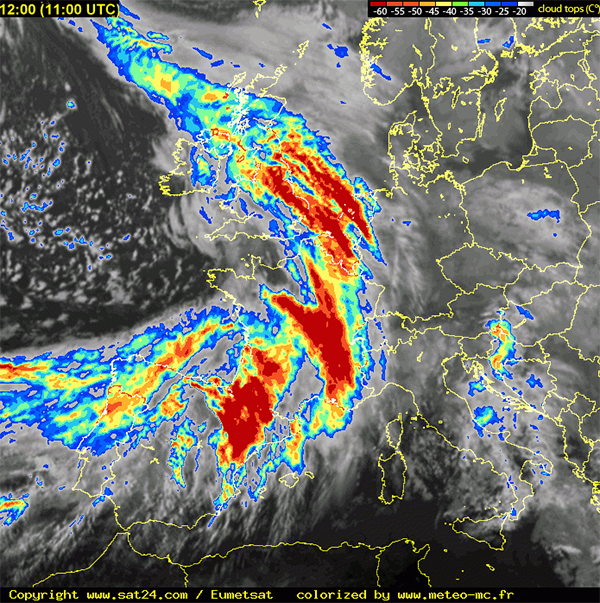 12:00 (11:00 UTC)
-60 -55 -50 -45 -40 -35 -30 -25 -20 cloud tops (C°)
Copyright www.sat24.com / Eumetsat colorized by www.meteo-mc.fr